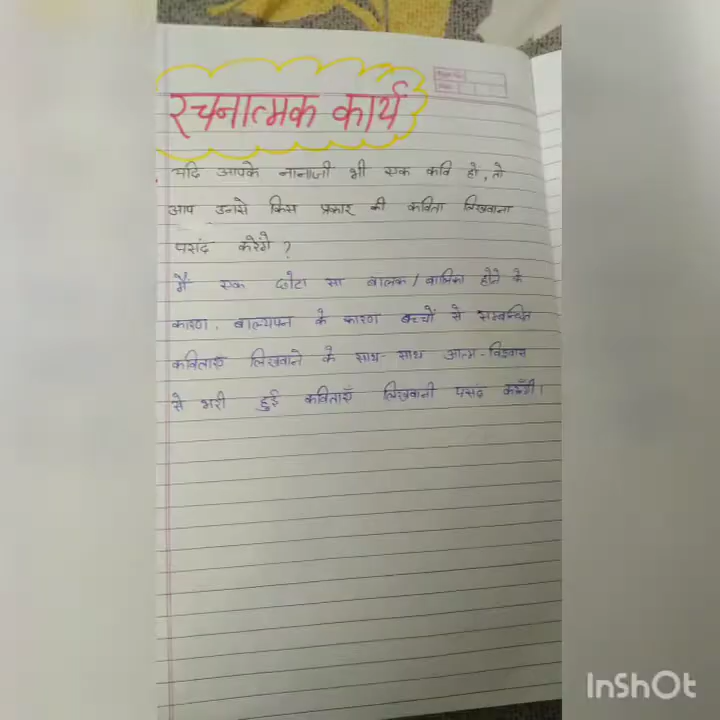 रचनात्मक कार्य
यदि आपके नानाजी भी एक कवि हों, तो
आप उनसे किस प्रकार की कविता लिखवाना
पसंद करेंगे ?
मैं एक छोटा सा बालक / बालिका होने के
कारण, बाल्यपन के कारण बच्चों से सम्बन्धित
कविताएँ लिखवाने के साथ-साथ आत्म-विश्वास
से भरी हुई कविताएँ लिखवानी पसंद करूँगी।
InShOt